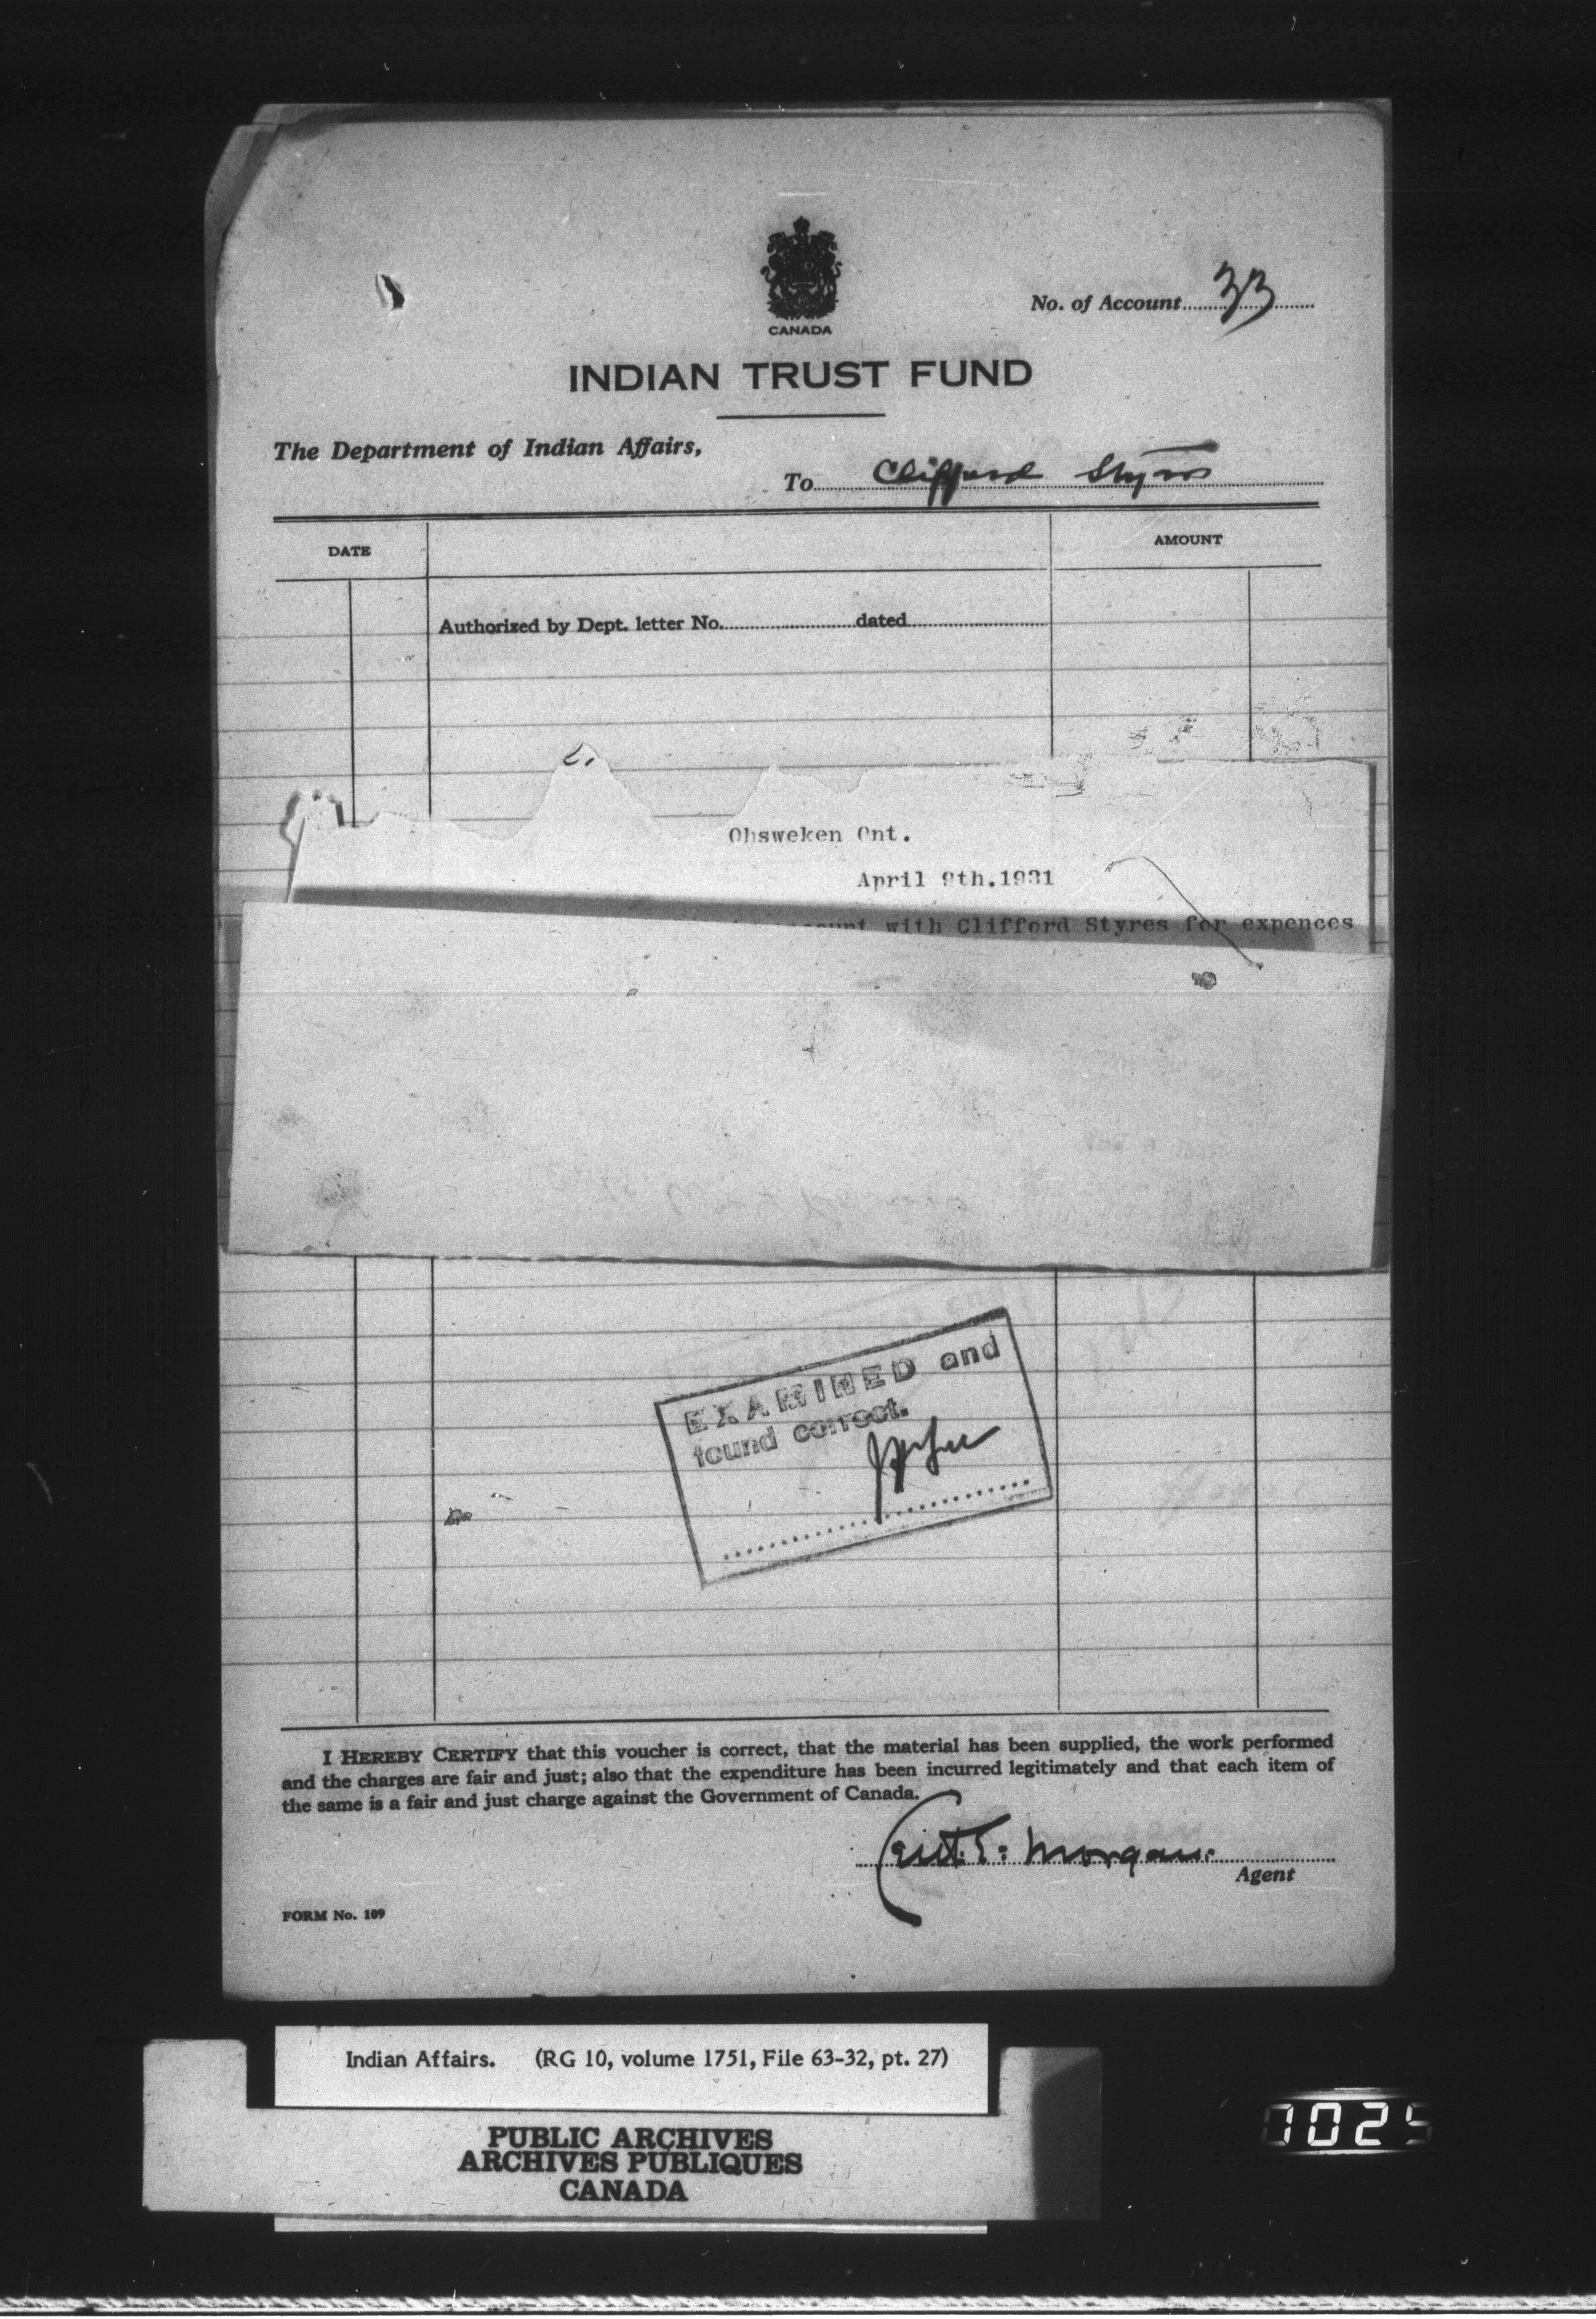 No. of Account 33
CANADA
INDIAN TRUST FUND
The Department of Indian Affairs,
To Clifford Styres
DATE
AMOUNT
Authorized by Dept. letter No. dated
Ohsweken Ont.
April 9th.1931
with Clifford Styres for expences
EXAMINED and
found correct.
I HEREBY CERTIFY that this voucher is correct, that the material has been supplied, the work performed
and the charges are fair and just; also that the expenditure has been incurred legitimately and that each item of
the same is a fair and just charge against the Government of Canada.
E. Morgan.
Agent
FORM No. 109
Indian Affairs. (RG 10, volume 1751, File 63-32, pt. 27)
PUBLIC ARCHIVES
ARCHIVES PUBLIQUES
CANADA
1025